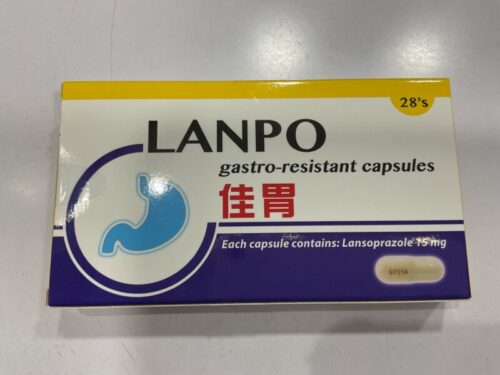 28's
LANPO
gastro-resistant capsules
佳胃
Each capsule contains: Lansoprazole 15 mg